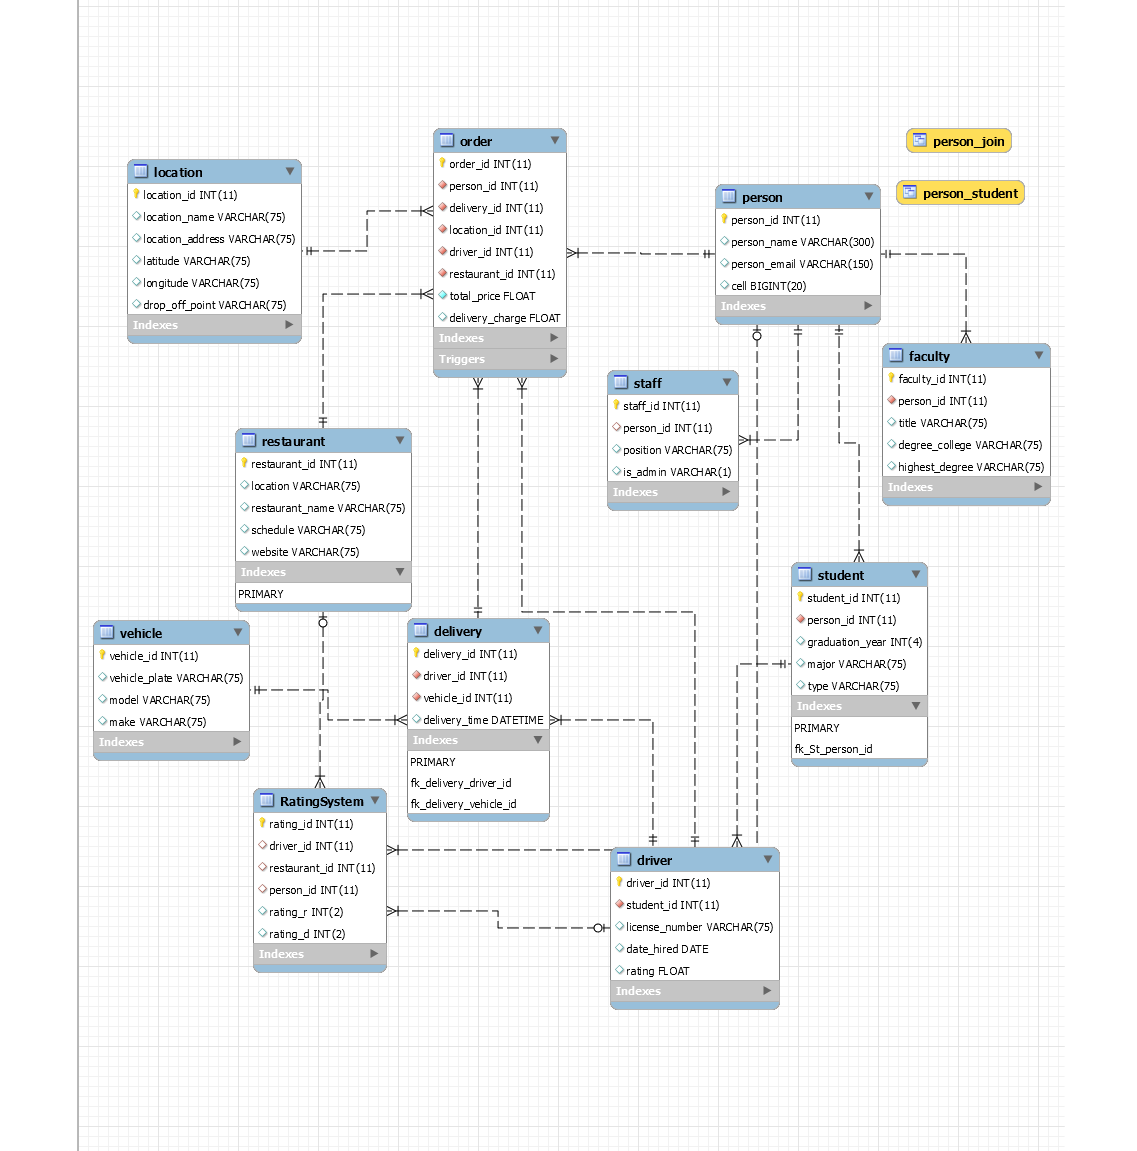 location
location_id INT(11)
location_name VARCHAR(75)
location_address VARCHAR(75)
latitude VARCHAR(75)
longitude VARCHAR(75)
drop_off_point VARCHAR(75)
Indexes
order
order_id INT(11)
person_id INT(11)
delivery_id INT(11)
location_id INT(11)
driver_id INT(11)
restaurant_id INT(11)
total_price FLOAT
delivery_charge FLOAT
Indexes
Triggers
person_join
person_student
person
person_id INT(11)
person_name VARCHAR(300)
person_email VARCHAR(150)
cell BIGINT(20)
Indexes
faculty
faculty_id INT(11)
person_id INT(11)
title VARCHAR(75)
degree_college VARCHAR(75)
highest_degree VARCHAR(75)
Indexes
staff
staff_id INT(11)
person_id INT(11)
position VARCHAR(75)
is_admin VARCHAR(1)
Indexes
restaurant
restaurant_id INT(11)
location VARCHAR(75)
restaurant_name VARCHAR(75)
schedule VARCHAR(75)
website VARCHAR(75)
Indexes
PRIMARY
student
student_id INT(11)
person_id INT(11)
graduation_year INT(4)
major VARCHAR(75)
type VARCHAR(75)
Indexes
PRIMARY
fk_St_person_id
vehicle
vehicle_id INT(11)
vehicle_plate VARCHAR(75)
model VARCHAR(75)
make VARCHAR(75)
Indexes
delivery
delivery_id INT(11)
driver_id INT(11)
vehicle_id INT(11)
delivery_time DATETIME
Indexes
PRIMARY
fk_delivery_driver_id
fk_delivery_vehicle_id
RatingSystem
rating_id INT(11)
driver_id INT(11)
restaurant_id INT(11)
person_id INT(11)
rating_r INT(2)
rating_d INT(2)
Indexes
driver
driver_id INT(11)
student_id INT(11)
license_number VARCHAR(75)
date_hired DATE
rating FLOAT
Indexes